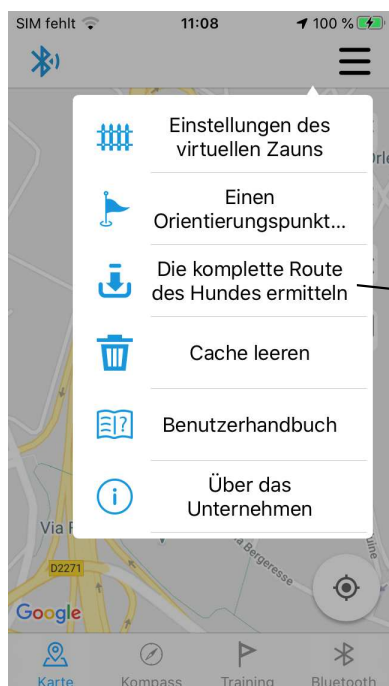 SIM fehlt 11:08 100 %
Einstellungen des
virtuellen Zauns
Einen
Orientierungspunkt...
Die komplette Route
des Hundes ermitteln
Cache leeren
Benutzerhandbuch
Über das
Unternehmen
Via
D2271
Bergeresse
Google
Karte Kompass Training Bluetooth